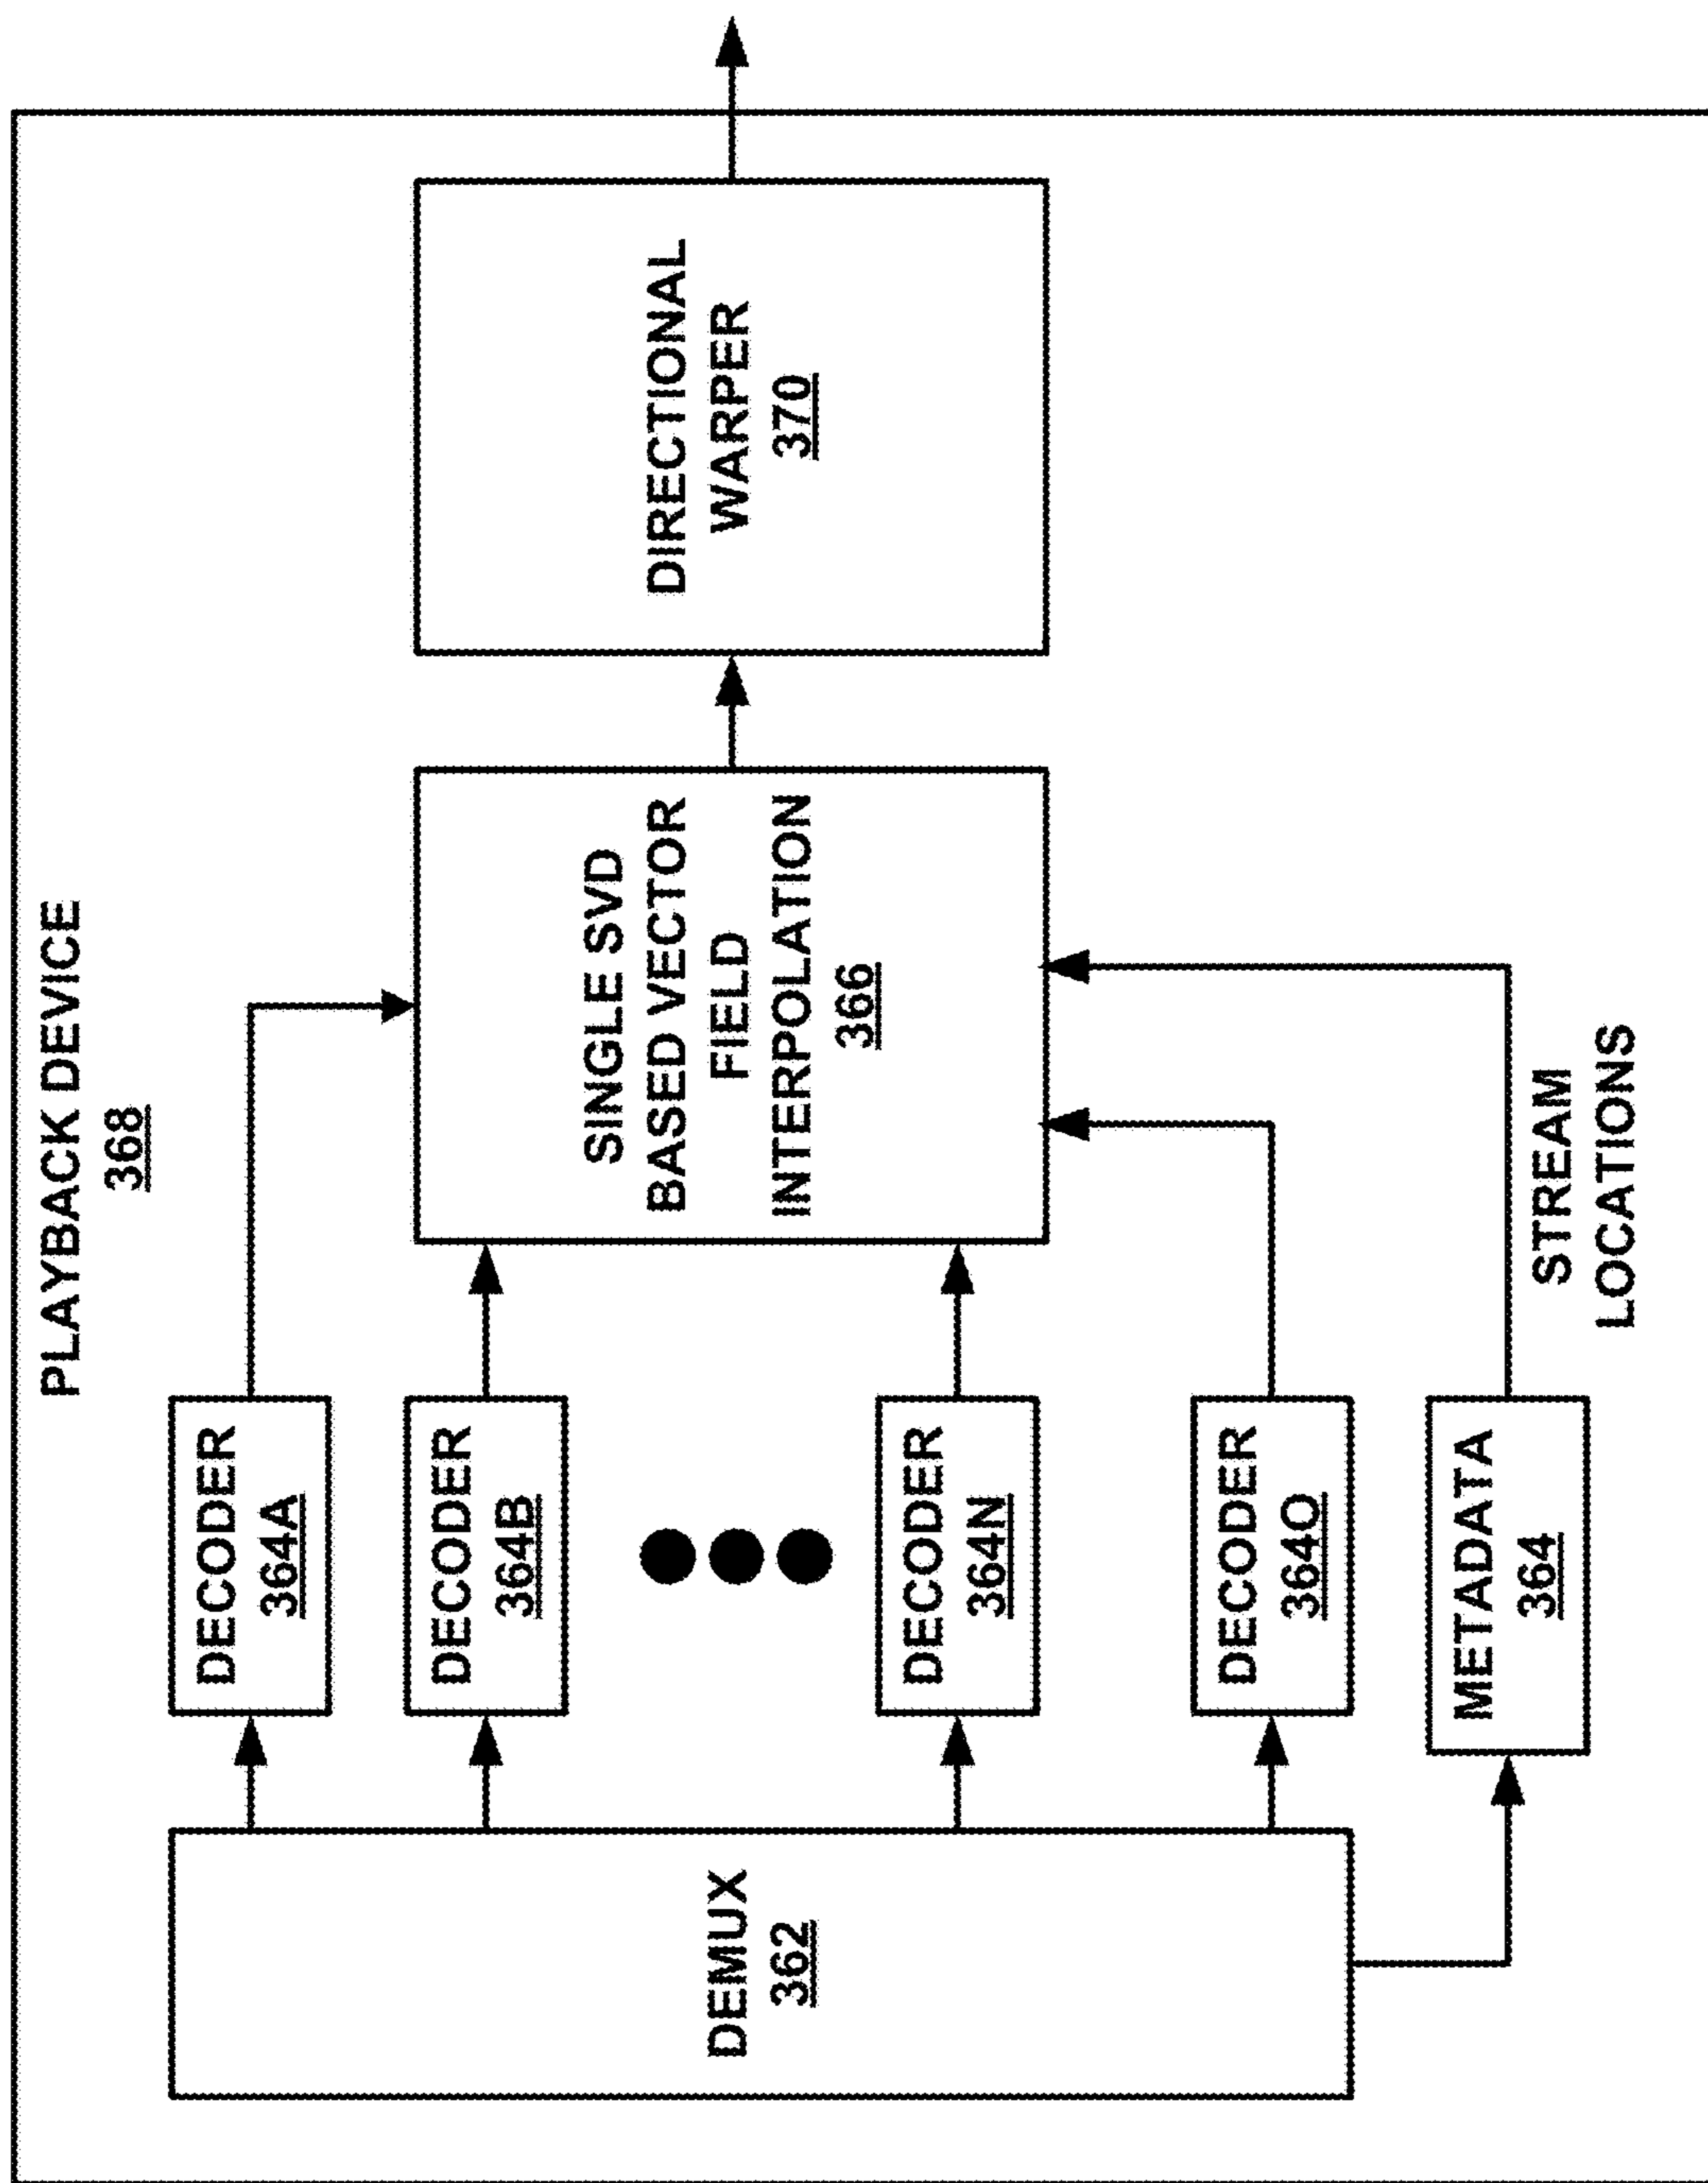 PLAYBACK DEVICE
368
DEMUX
362
DECODER
364A
DECODER
364B
DECODER
364N
DECODER
364O
METADATA
364
SINGLE SVD
BASED VECTOR
FIELD
INTERPOLATION
366
STREAM
LOCATIONS
DIRECTIONAL
WARPER
370